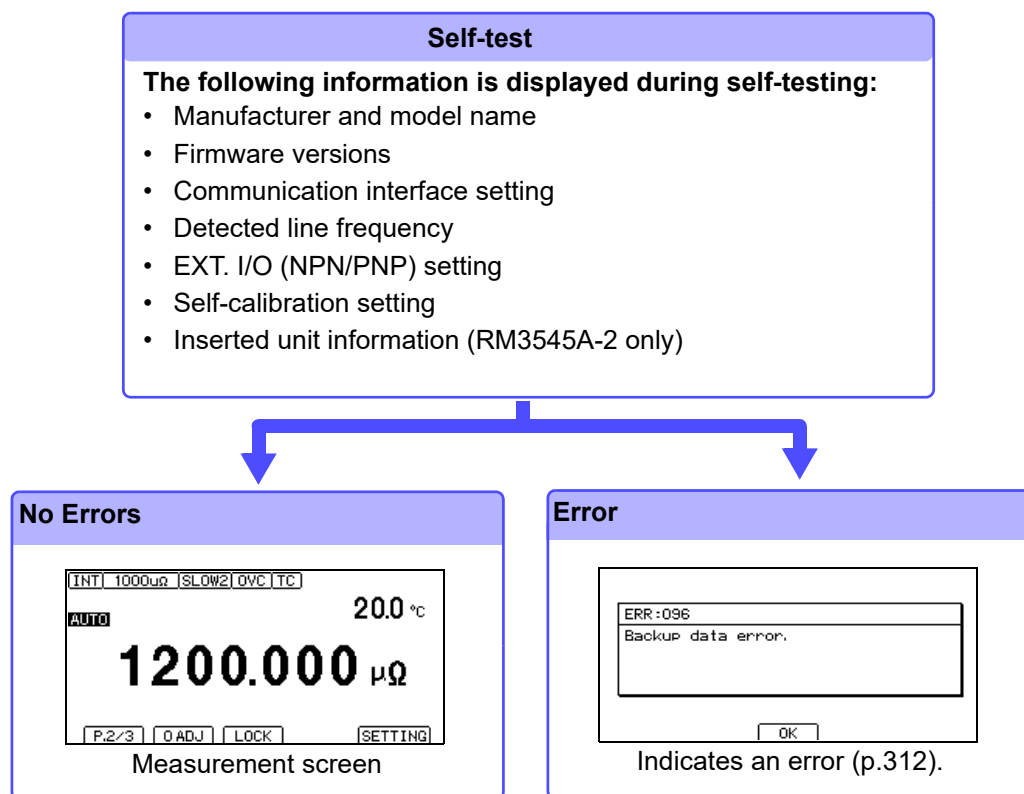 Self-test
The following information is displayed during self-testing:
• Manufacturer and model name
• Firmware versions
• Communication interface setting
• Detected line frequency
• EXT. I/O (NPN/PNP) setting
• Self-calibration setting
• Inserted unit information (RM3545A-2 only)
No Errors
INT 1000uΩ SLOW2 OVC TC
20.0 °C
AUTO
1200.000 μΩ
P.2/3 0 ADJ LOCK SETTING
Measurement screen
Error
ERR:096
Backup data error.
OK
Indicates an error (p.312).